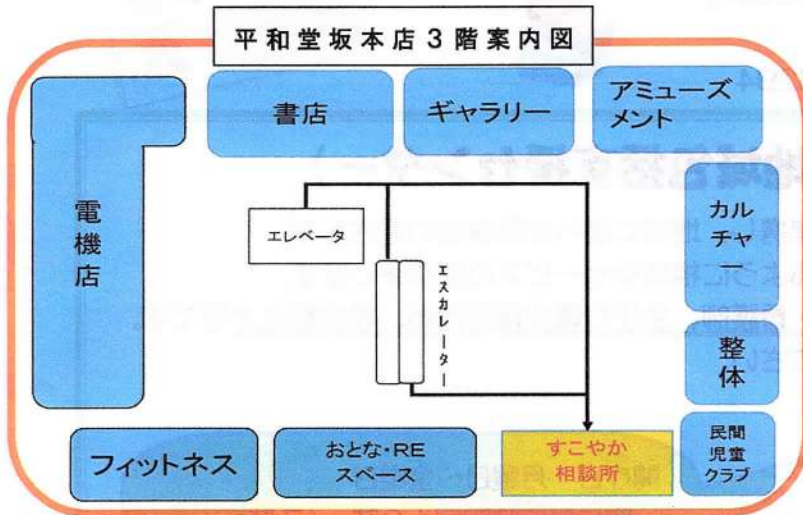 平和堂坂本店3階案内図
書店
ギャラリー
アミューズ
メント
電機店
エレベータ
エスカレーター
カル
チャ
ー
整
体
フィットネス
おとな・RE
スペース
すこやか
相談所
民間
児童
クラブ